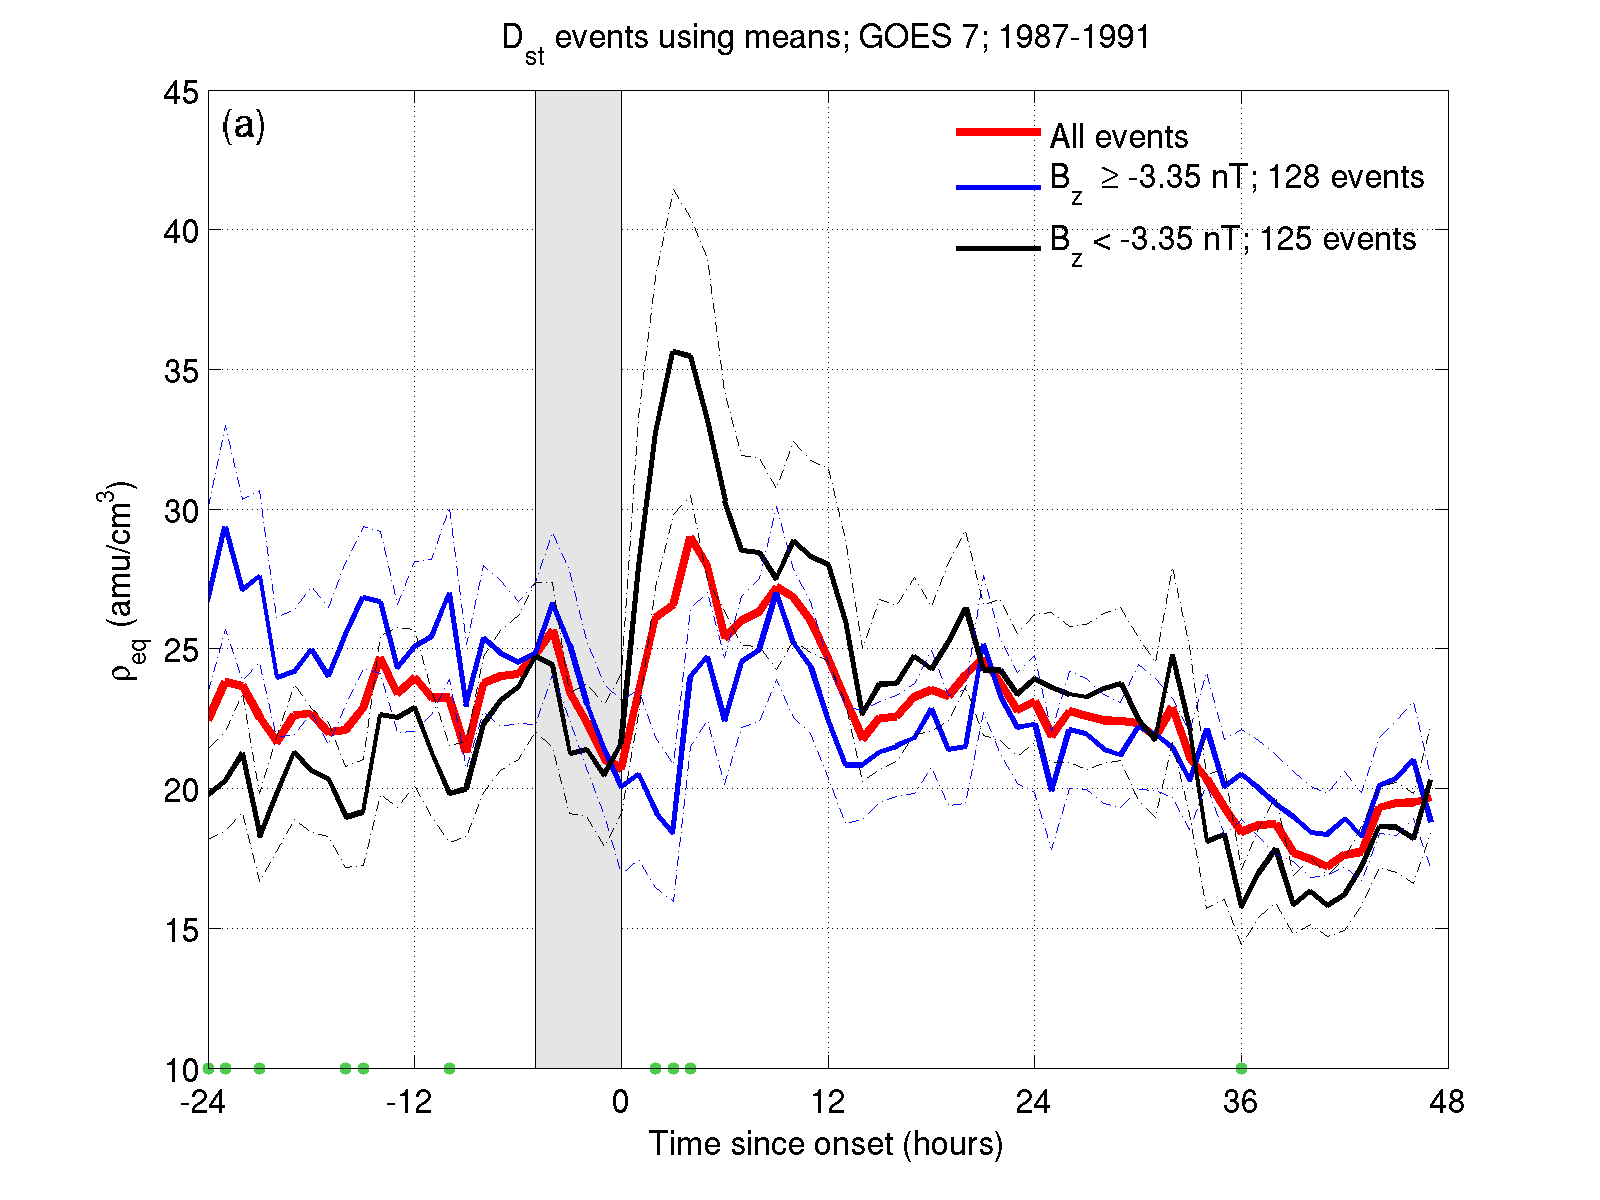 D_st events using means; GOES 7; 1987-1991
(a)
All events
B_z ≥ -3.35 nT; 128 events
B_z < -3.35 nT; 125 events
45
40
35
30
25
20
15
10
ρ_eq (amu/cm³)
-24 -12 0 12 24 36 48
Time since onset (hours)